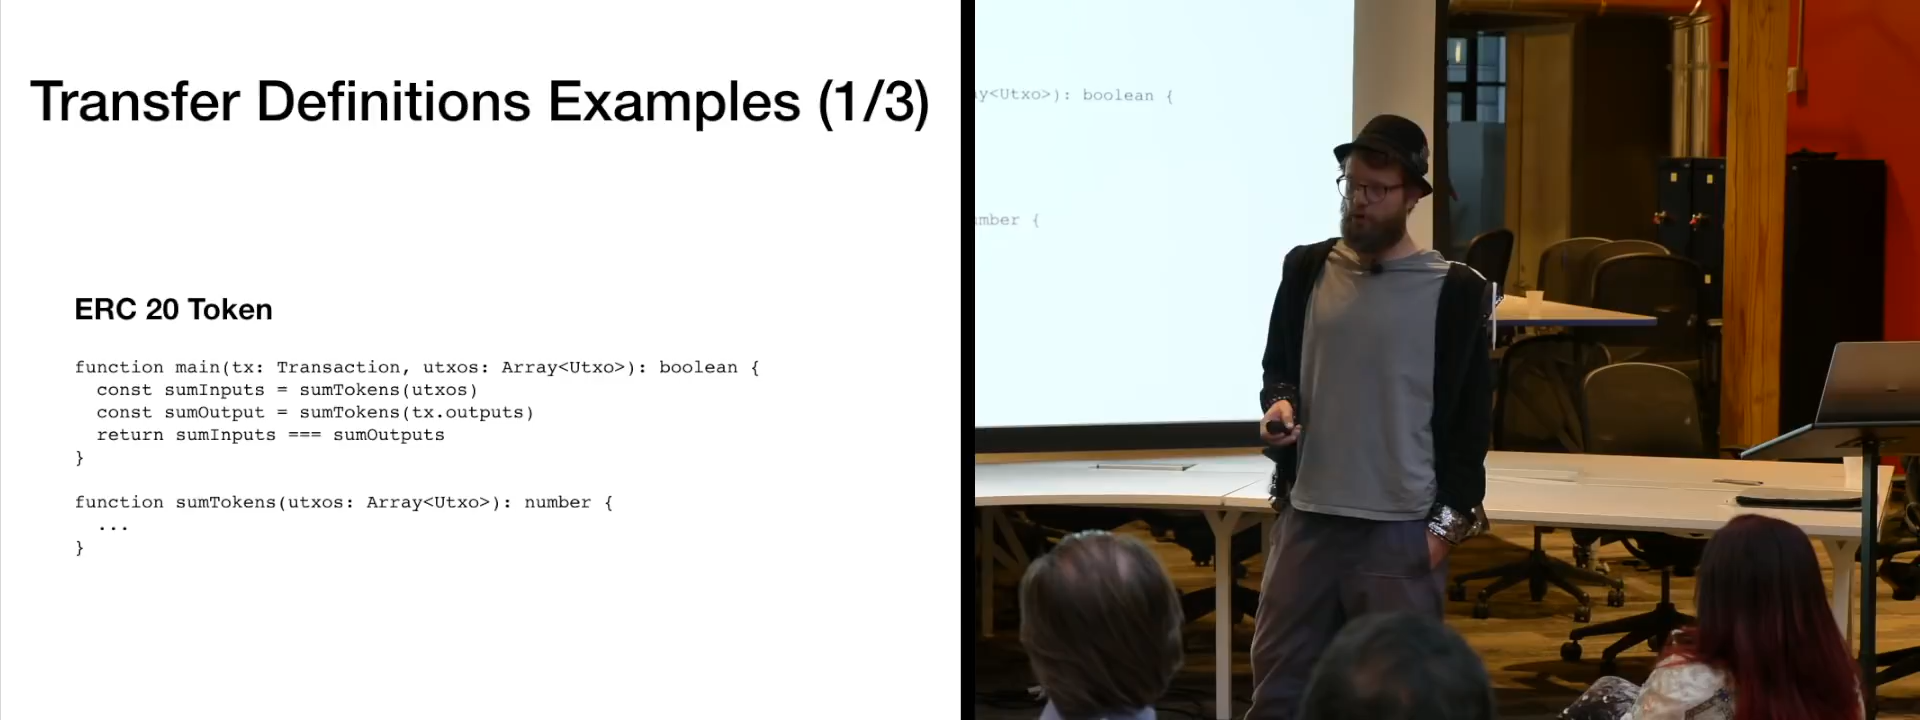 Transfer Definitions Examples (1/3)
ERC 20 Token
function main(tx: Transaction, utxos: Array<Utxo>): boolean {
  const sumInputs = sumTokens(utxos)
  const sumOutput = sumTokens(tx.outputs)
  return sumInputs === sumOutputs
}
function sumTokens(utxos: Array<Utxo>): number {
  ...
}
y<Utxo>): boolean {
mber {